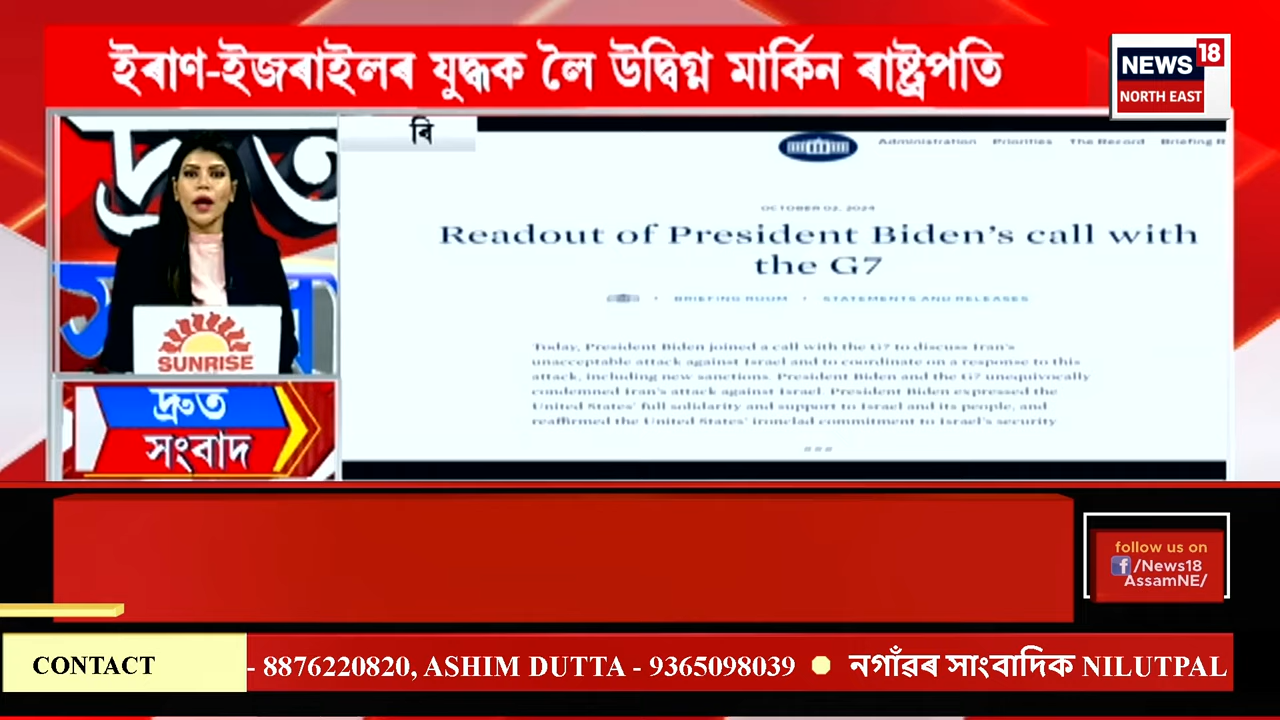 ইৰাণ-ইজৰাইলৰ যুদ্ধক লৈ উদ্বিগ্ন মাৰ্কিন ৰাষ্ট্ৰপতি
NEWS 18
NORTH EAST
ৰি
দ্ৰুত
Administration Priorities The Record Briefing R
OCTOBER 02, 2024
Readout of President Biden's call with
the G7
BRIEFING ROOM • STATEMENTS AND RELEASES
Today, President Biden joined a call with the G7 to discuss Iran's
unacceptable attack against Israel and to coordinate on a response to this
attack, including new sanctions. President Biden and the G7 unequivocally
condemned Iran's attack against Israel. President Biden expressed the
United States' full solidarity and support to Israel and its people, and
reaffirmed the United States' ironclad commitment to Israel's security
###
SUNRISE
দ্ৰুত
সংবাদ
follow us on
/News18
AssamNE/
CONTACT - 8876220820, ASHIM DUTTA - 9365098039 নগাঁৱৰ সাংবাদিক NILUTPAL